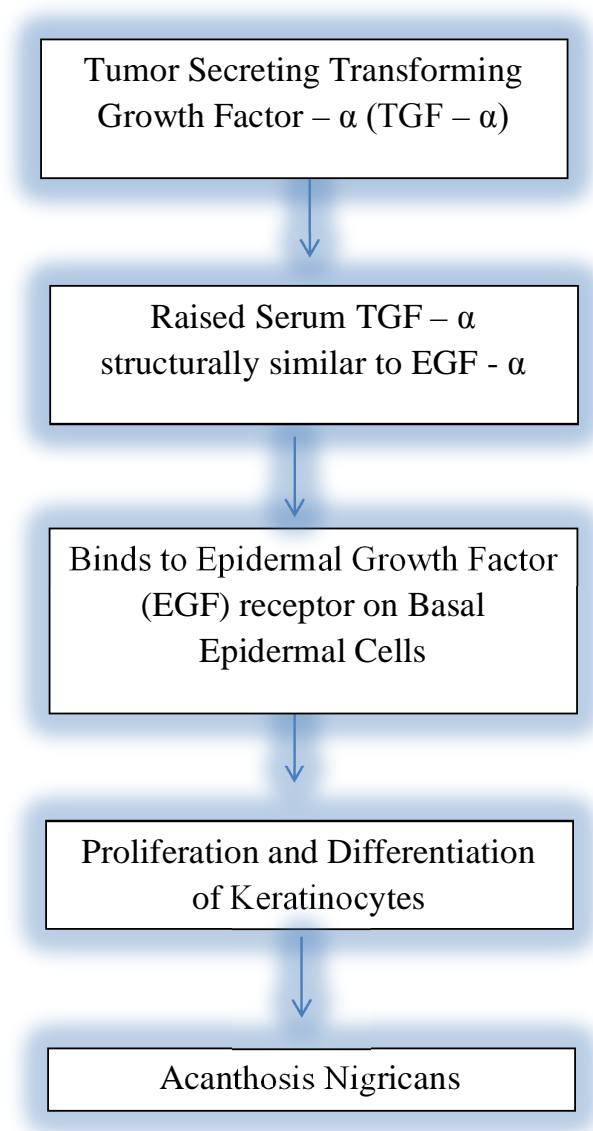 Tumor Secreting Transforming
Growth Factor – α (TGF – α)
Raised Serum TGF – α
structurally similar to EGF - α
Binds to Epidermal Growth Factor
(EGF) receptor on Basal
Epidermal Cells
Proliferation and Differentiation
of Keratinocytes
Acanthosis Nigricans